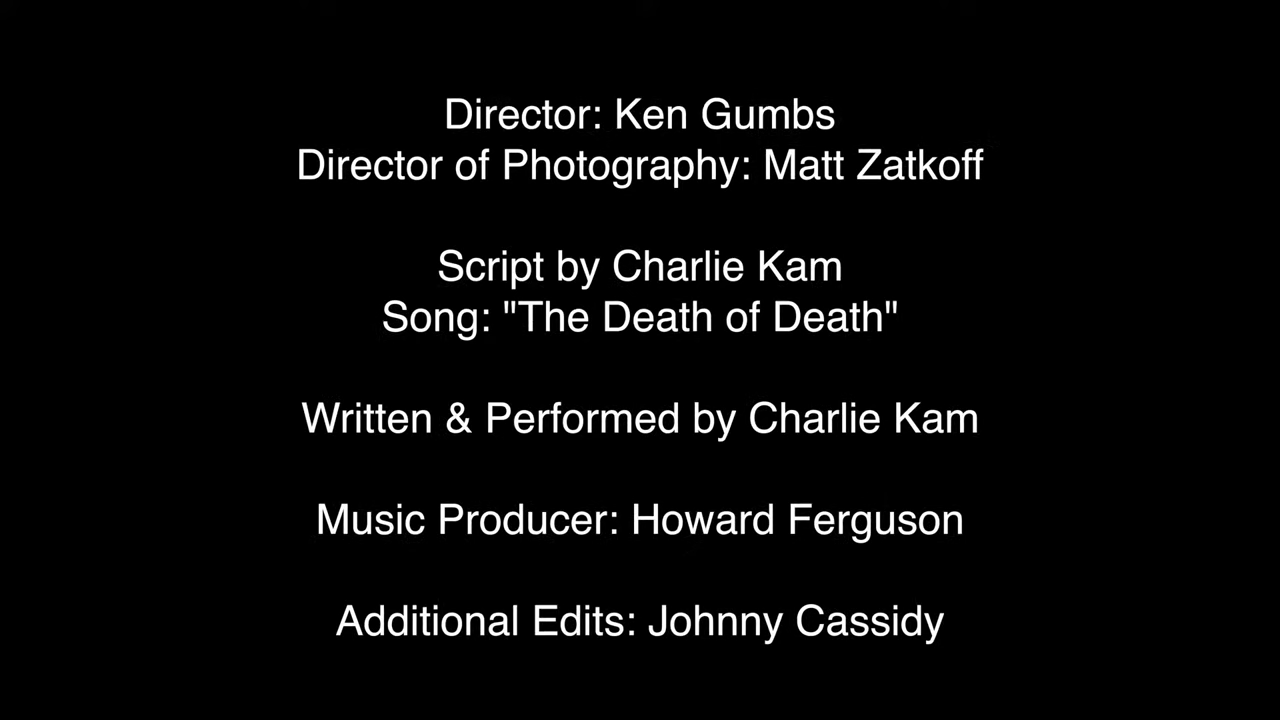 Director: Ken Gumbs
Director of Photography: Matt Zatkoff
Script by Charlie Kam
Song: "The Death of Death"
Written & Performed by Charlie Kam
Music Producer: Howard Ferguson
Additional Edits: Johnny Cassidy